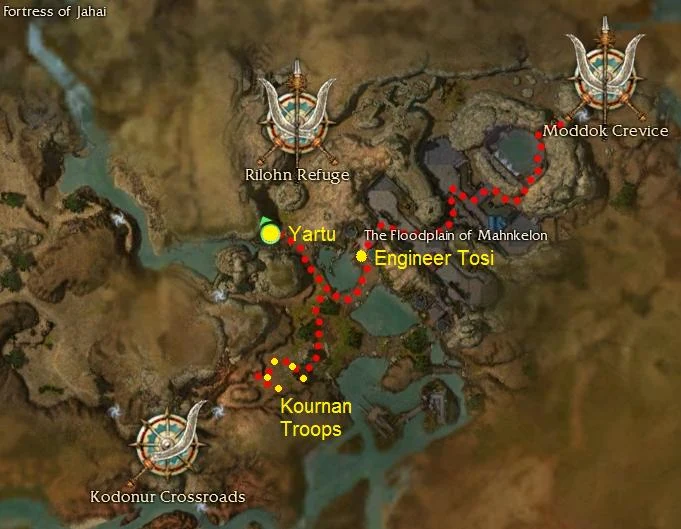 Fortress of Jahai
Moddok Crevice
Rilohn Refuge
Yartu
The Floodplain of Mahnkelon
Engineer Tosi
Kournan
Troops
Kodonur Crossroads